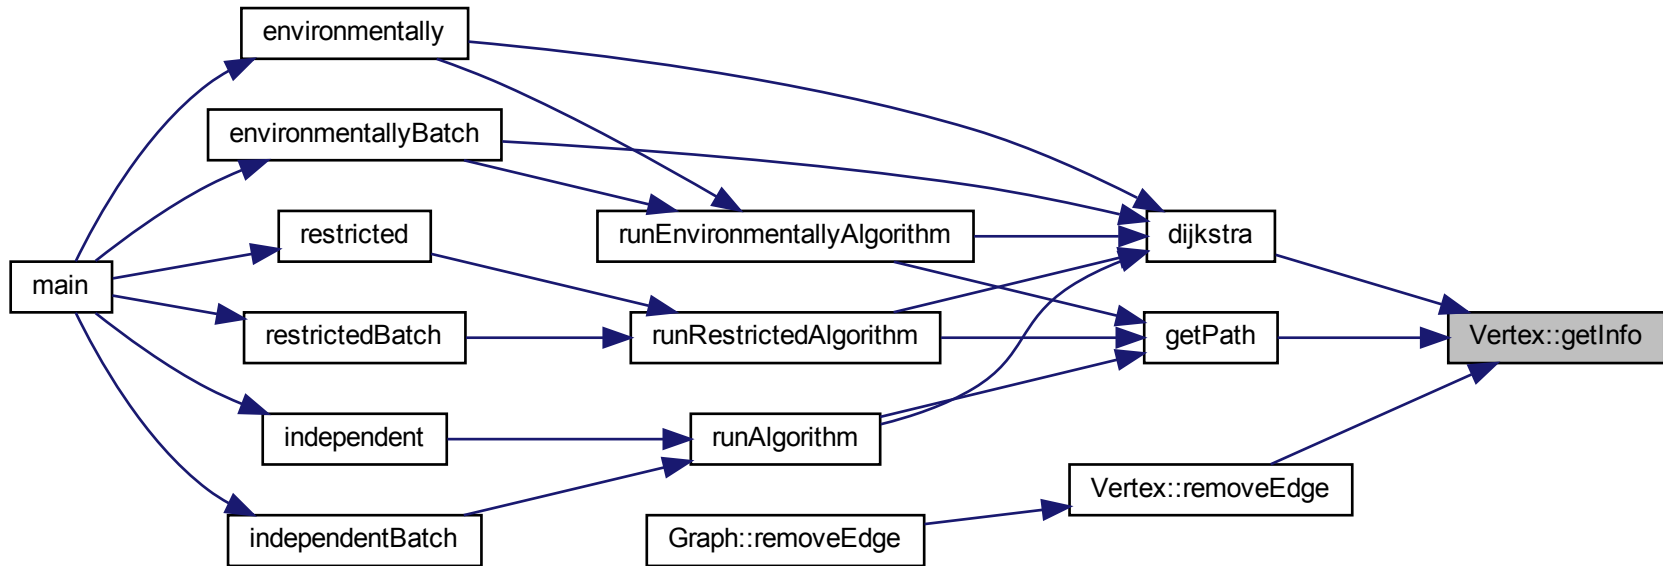 environmentally
environmentallyBatch
restricted
runEnvironmentallyAlgorithm
dijkstra
main
restrictedBatch
runRestrictedAlgorithm
getPath
Vertex::getInfo
independent
runAlgorithm
Vertex::removeEdge
independentBatch
Graph::removeEdge